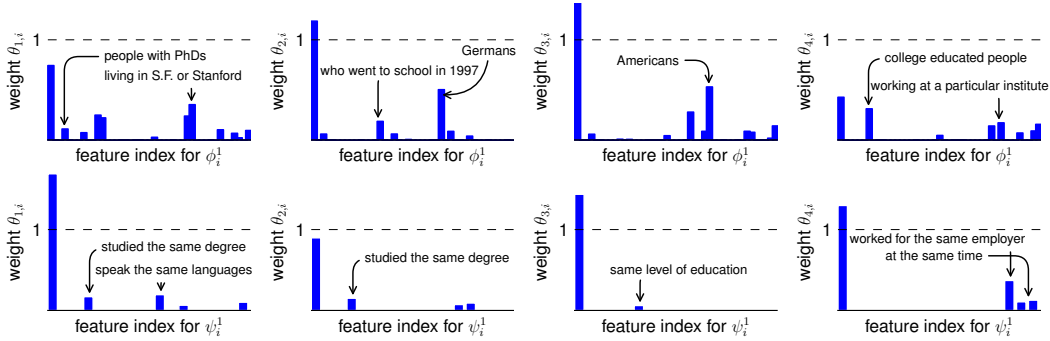 weight θ1,i
1
people with PhDs
living in S.F. or Stanford
feature index for ϕ¹i
weight θ2,i
1
Germans
who went to school in 1997
feature index for ϕ¹i
weight θ3,i
1
Americans
feature index for ϕ¹i
weight θ4,i
1
college educated people
working at a particular institute
feature index for ϕ¹i
weight θ1,i
1
studied the same degree
speak the same languages
feature index for ψ¹i
weight θ2,i
1
studied the same degree
feature index for ψ¹i
weight θ3,i
1
same level of education
feature index for ψ¹i
weight θ4,i
1
worked for the same employer
at the same time
feature index for ψ¹i